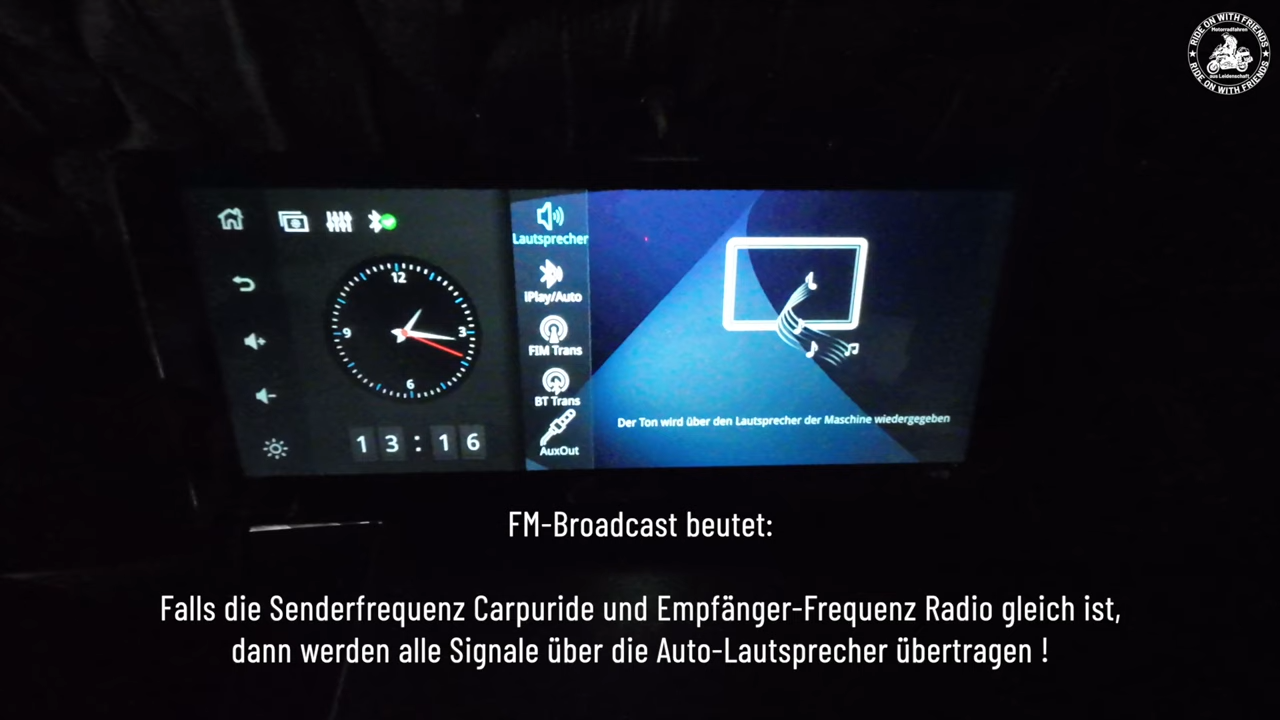 RIDE ON WITH FRIENDS
Motorradfahren
aus Leidenschaft
RIDE ON WITH FRIENDS
Lautsprecher
iPlay/Auto
FIM Trans
BT Trans
AuxOut
12
9
3
6
13:16
Der Ton wird über den Lautsprecher der Maschine wiedergegeben
FM-Broadcast beutet:
Falls die Senderfrequenz Carpuride und Empfänger-Frequenz Radio gleich ist,
dann werden alle Signale über die Auto-Lautsprecher übertragen !